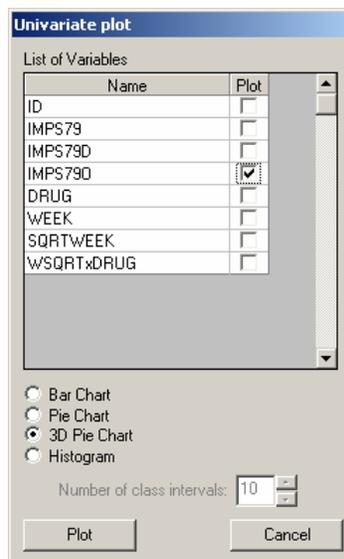 Univariate plot
List of Variables
Name Plot
ID
IMPS79
IMPS79D
IMPS79O
DRUG
WEEK
SQRTWEEK
WSQRTxDRUG
Bar Chart
Pie Chart
3D Pie Chart
Histogram
Number of class intervals: 10
Plot Cancel